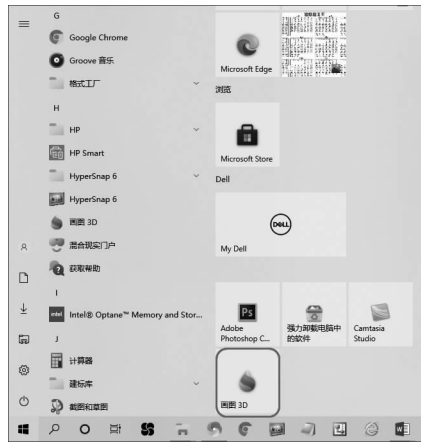 G
Google Chrome
Groove 音乐
格式工厂
H
HP
HP Smart
HyperSnap 6
HyperSnap 6
画图 3D
混合现实门户
获取帮助
I
intel
Intel® Optane™ Memory and Stor...
J
计算器
建标库
截图和草图
Microsoft Edge
浏览
Microsoft Store
Dell
DELL
My Dell
Ps
Adobe
Photoshop C...
强力卸载电脑中
的软件
Camtasia
Studio
画图 3D